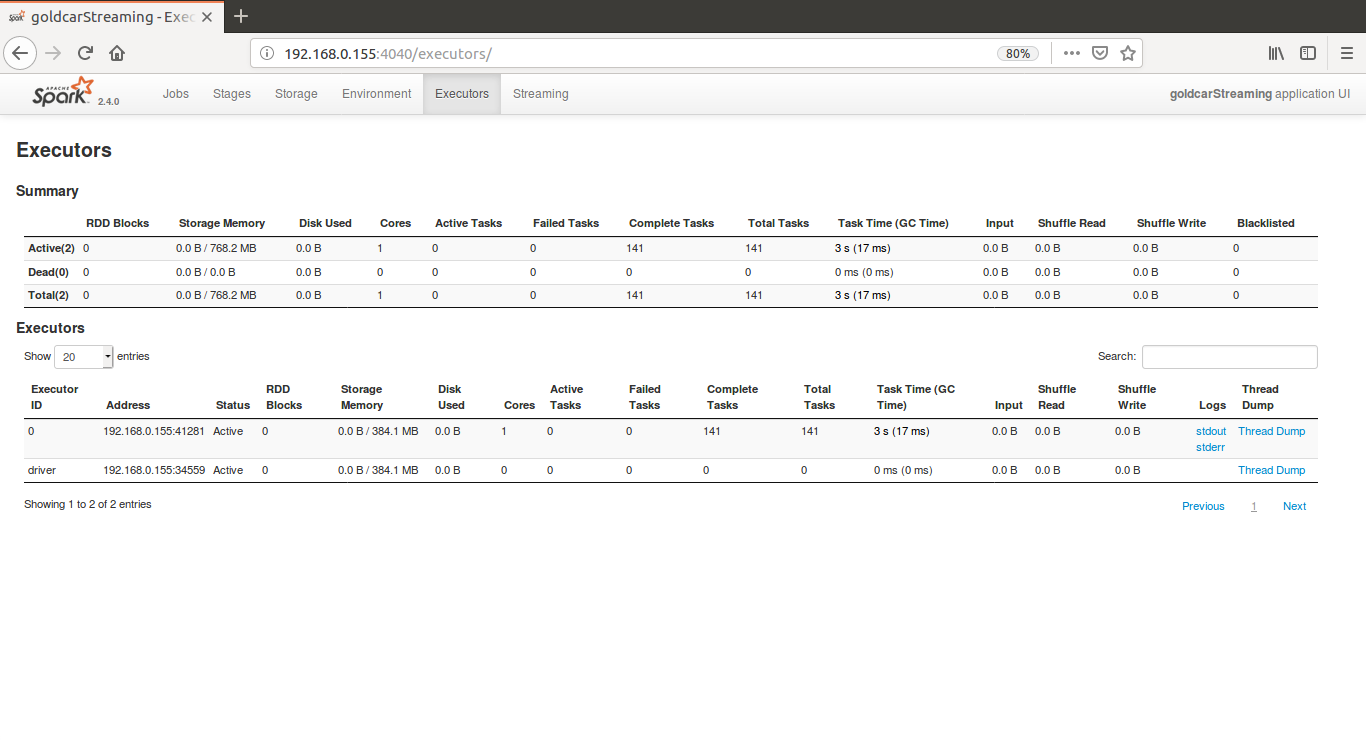 goldcarStreaming - Exec
192.168.0.155:4040/executors/ 80%
APACHE Spark 2.4.0 Jobs Stages Storage Environment Executors Streaming goldcarStreaming application UI
Executors
Summary
RDD Blocks Storage Memory Disk Used Cores Active Tasks Failed Tasks Complete Tasks Total Tasks Task Time (GC Time) Input Shuffle Read Shuffle Write Blacklisted
Active(2) 0 0.0 B / 768.2 MB 0.0 B 1 0 0 141 141 3 s (17 ms) 0.0 B 0.0 B 0.0 B 0
Dead(0) 0 0.0 B / 0.0 B 0.0 B 0 0 0 0 0 0 ms (0 ms) 0.0 B 0.0 B 0.0 B 0
Total(2) 0 0.0 B / 768.2 MB 0.0 B 1 0 0 141 141 3 s (17 ms) 0.0 B 0.0 B 0.0 B 0
Executors
Show 20 entries Search:
Executor RDD Storage Disk Active Failed Complete Total Task Time (GC Shuffle Shuffle Thread
ID Address Status Blocks Memory Used Cores Tasks Tasks Tasks Tasks Time) Input Read Write Logs Dump
0 192.168.0.155:41281 Active 0 0.0 B / 384.1 MB 0.0 B 1 0 0 141 141 3 s (17 ms) 0.0 B 0.0 B 0.0 B stdout Thread Dump
stderr
driver 192.168.0.155:34559 Active 0 0.0 B / 384.1 MB 0.0 B 0 0 0 0 0 0 ms (0 ms) 0.0 B 0.0 B 0.0 B Thread Dump
Showing 1 to 2 of 2 entries Previous 1 Next